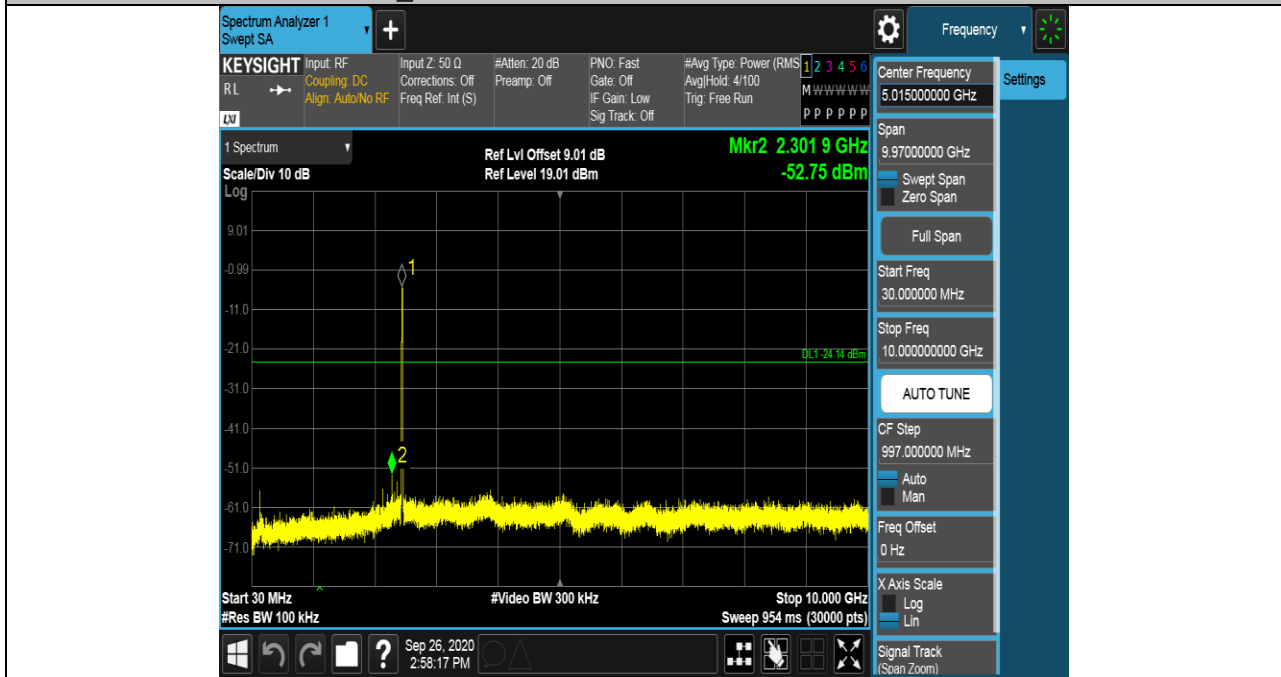 Spectrum Analyzer 1
Swept SA
+
Frequency
KEYSIGHT
RL
LXI
Input: RF
Coupling: DC
Align: Auto/No RF
Input Z: 50 Ω
Corrections: Off
Freq Ref: Int (S)
#Atten: 20 dB
Preamp: Off
PNO: Fast
Gate: Off
IF Gain: Low
Sig Track: Off
#Avg Type: Power (RMS
Avg|Hold: 4/100
Trig: Free Run
1 2 3 4 5 6
M W W W W W
P P P P P P
1 Spectrum
Scale/Div 10 dB
Log
Ref Lvl Offset 9.01 dB
Ref Level 19.01 dBm
Mkr2 2.301 9 GHz
-52.75 dBm
9.01
-0.99
-11.0
-21.0
-31.0
-41.0
-51.0
-61.0
-71.0
1
2
DL1 -24.14 dBm
Start 30 MHz
#Res BW 100 kHz
#Video BW 300 kHz
Stop 10.000 GHz
Sweep 954 ms (30000 pts)
?
Sep 26, 2020
2:58:17 PM
Center Frequency
5.015000000 GHz
Span
9.97000000 GHz
Swept Span
Zero Span
Full Span
Start Freq
30.000000 MHz
Stop Freq
10.000000000 GHz
AUTO TUNE
CF Step
997.000000 MHz
Auto
Man
Freq Offset
0 Hz
X Axis Scale
Log
Lin
Signal Track
(Span Zoom)
Settings